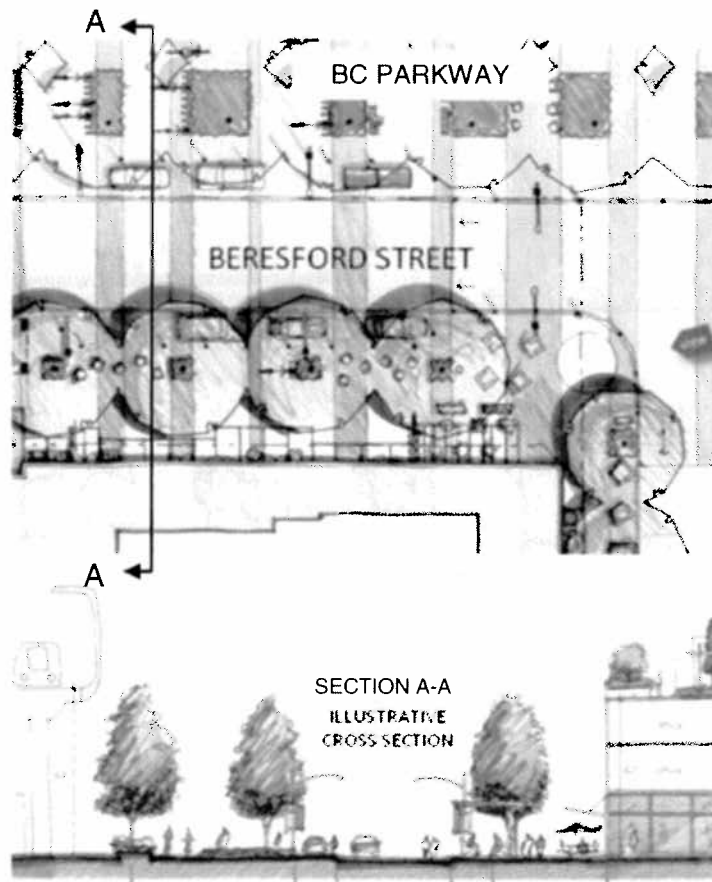 A
BC PARKWAY
BERESFORD STREET
A
SECTION A-A
ILLUSTRATIVE
CROSS SECTION